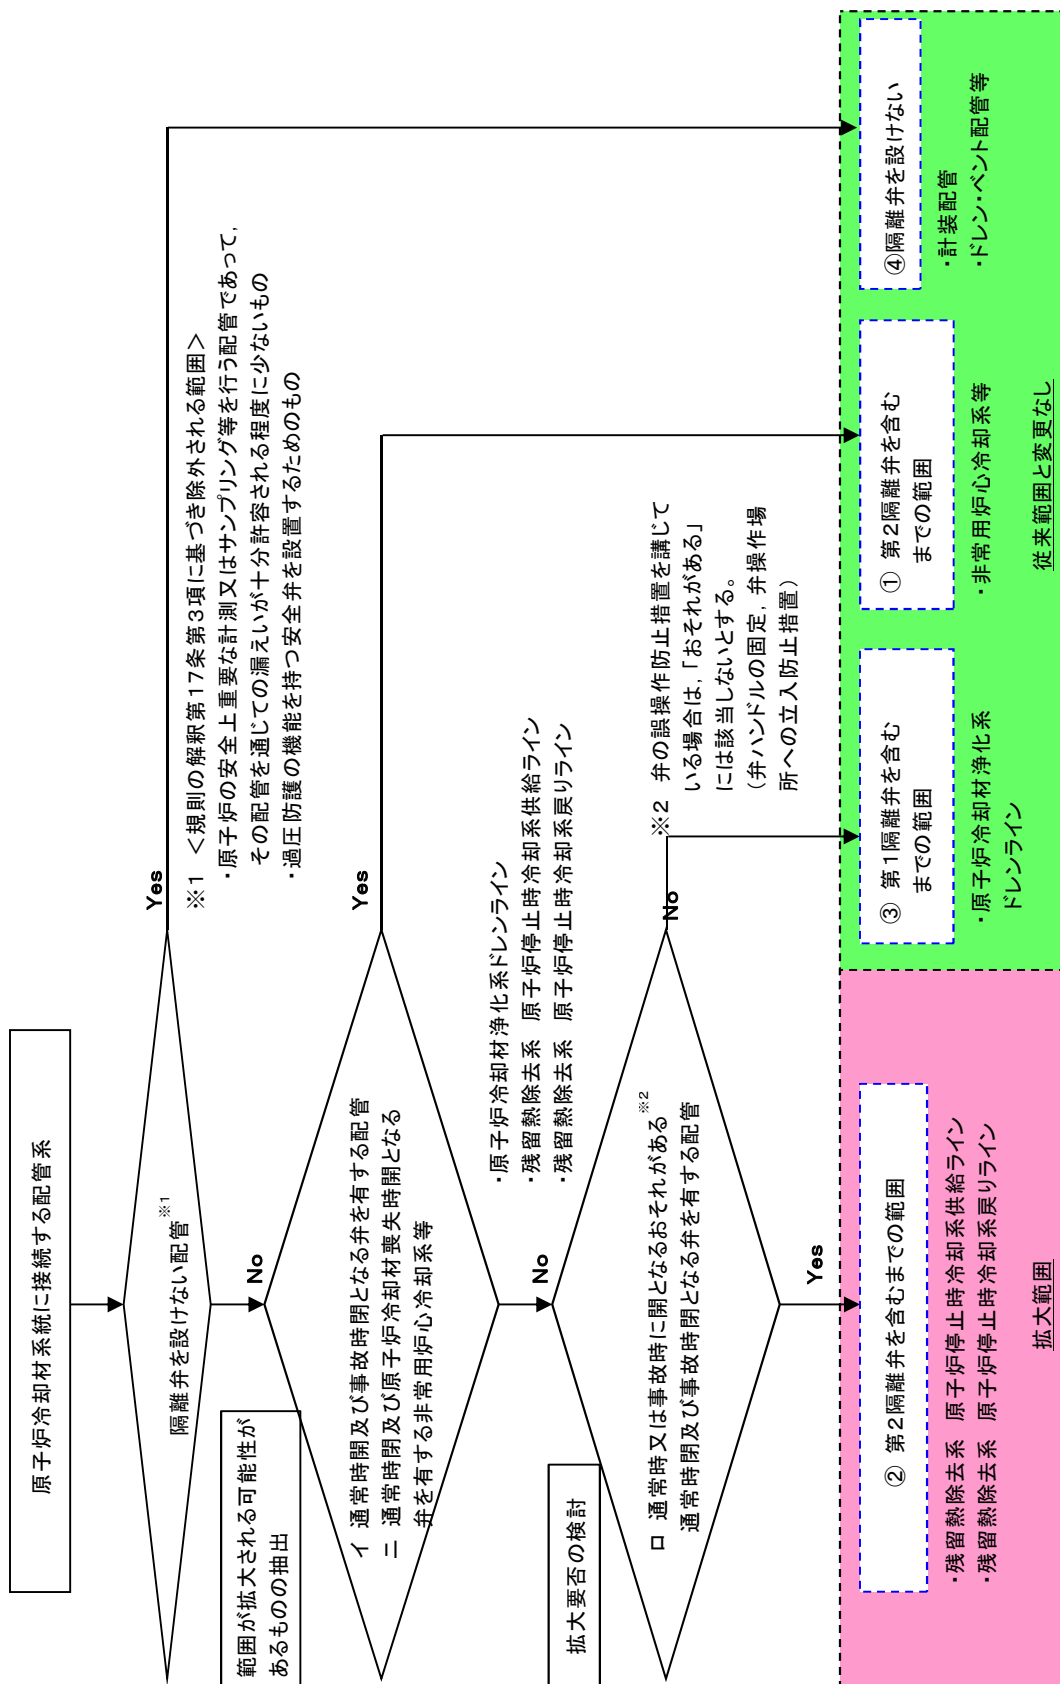 原子炉冷却材系統に接続する配管系
隔離弁を設けない配管※1
Yes
※1 <規則の解釈第17条第3項に基づき除外される範囲>
・原子炉の安全上重要な計測又はサンプリング等を行う配管であって,
その配管を通じての漏えいが十分許容される程度に少ないもの
・過圧防護の機能を持つ安全弁を設置するためのもの
No
範囲が拡大される可能性が
あるものの抽出
イ 通常時開及び事故時閉となる弁を有する配管
ニ 通常時閉及び原子炉冷却材喪失時開となる
弁を有する非常用炉心冷却系等
Yes
・原子炉冷却材浄化系ドレンライン
・残留熱除去系 原子炉停止時冷却系供給ライン
・残留熱除去系 原子炉停止時冷却系戻りライン
No
拡大要否の検討
ロ 通常時又は事故時に開となるおそれがある※2
通常時閉及び事故時閉となる弁を有する配管
No
※2 弁の誤操作防止措置を講じて
いる場合は,「おそれがある」
には該当しないとする。
(弁ハンドルの固定,弁操作場
所への立入防止措置)
Yes
② 第2隔離弁を含むまでの範囲
・残留熱除去系 原子炉停止時冷却系供給ライン
・残留熱除去系 原子炉停止時冷却系戻りライン
拡大範囲
③ 第1隔離弁を含む
までの範囲
・原子炉冷却材浄化系
ドレンライン
① 第2隔離弁を含む
までの範囲
・非常用炉心冷却系等
④隔離弁を設けない
・計装配管
・ドレン・ベント配管等
従来範囲と変更なし